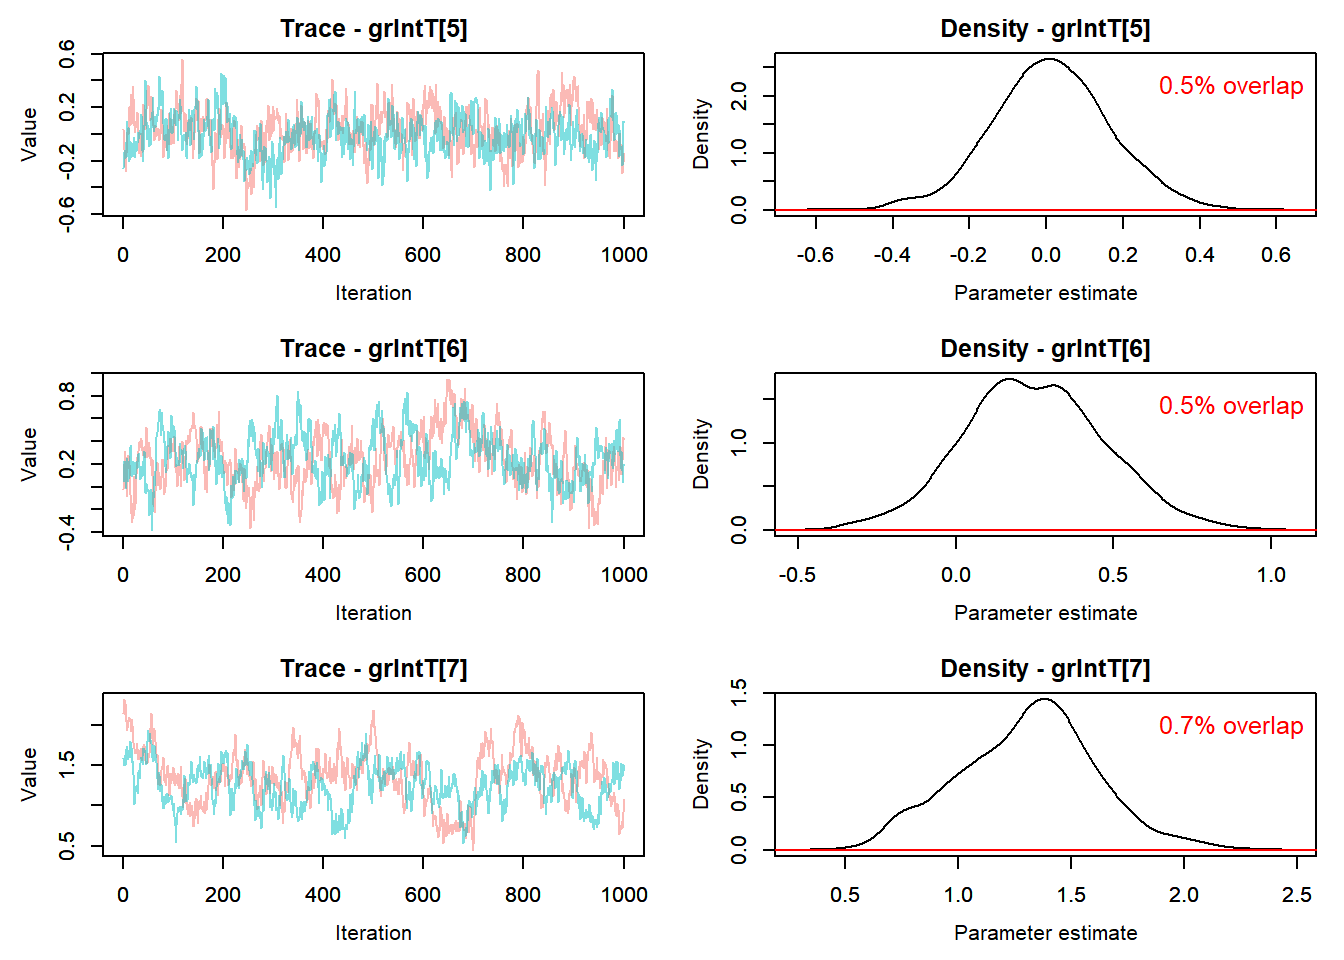 Trace - grIntT[5]
Value
0.6
0.2
-0.2
-0.6
0 200 400 600 800 1000
Iteration
Density - grIntT[5]
Density
2.0
1.0
0.0
0.5% overlap
-0.6 -0.4 -0.2 0.0 0.2 0.4 0.6
Parameter estimate
Trace - grIntT[6]
Value
0.8
0.2
-0.4
0 200 400 600 800 1000
Iteration
Density - grIntT[6]
Density
1.0
0.0
0.5% overlap
-0.5 0.0 0.5 1.0
Parameter estimate
Trace - grIntT[7]
Value
1.5
0.5
0 200 400 600 800 1000
Iteration
Density - grIntT[7]
Density
1.5
1.0
0.5
0.0
0.7% overlap
0.5 1.0 1.5 2.0 2.5
Parameter estimate